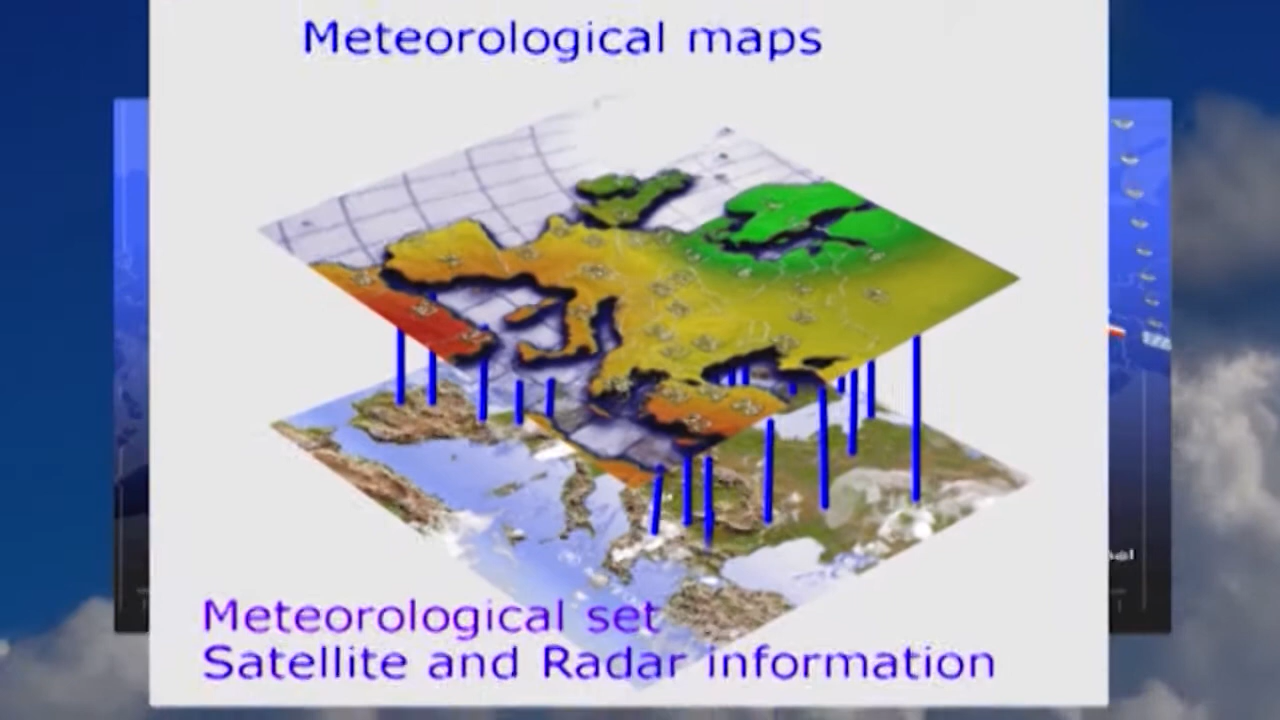 Meteorological maps
Meteorological set
Satellite and Radar information